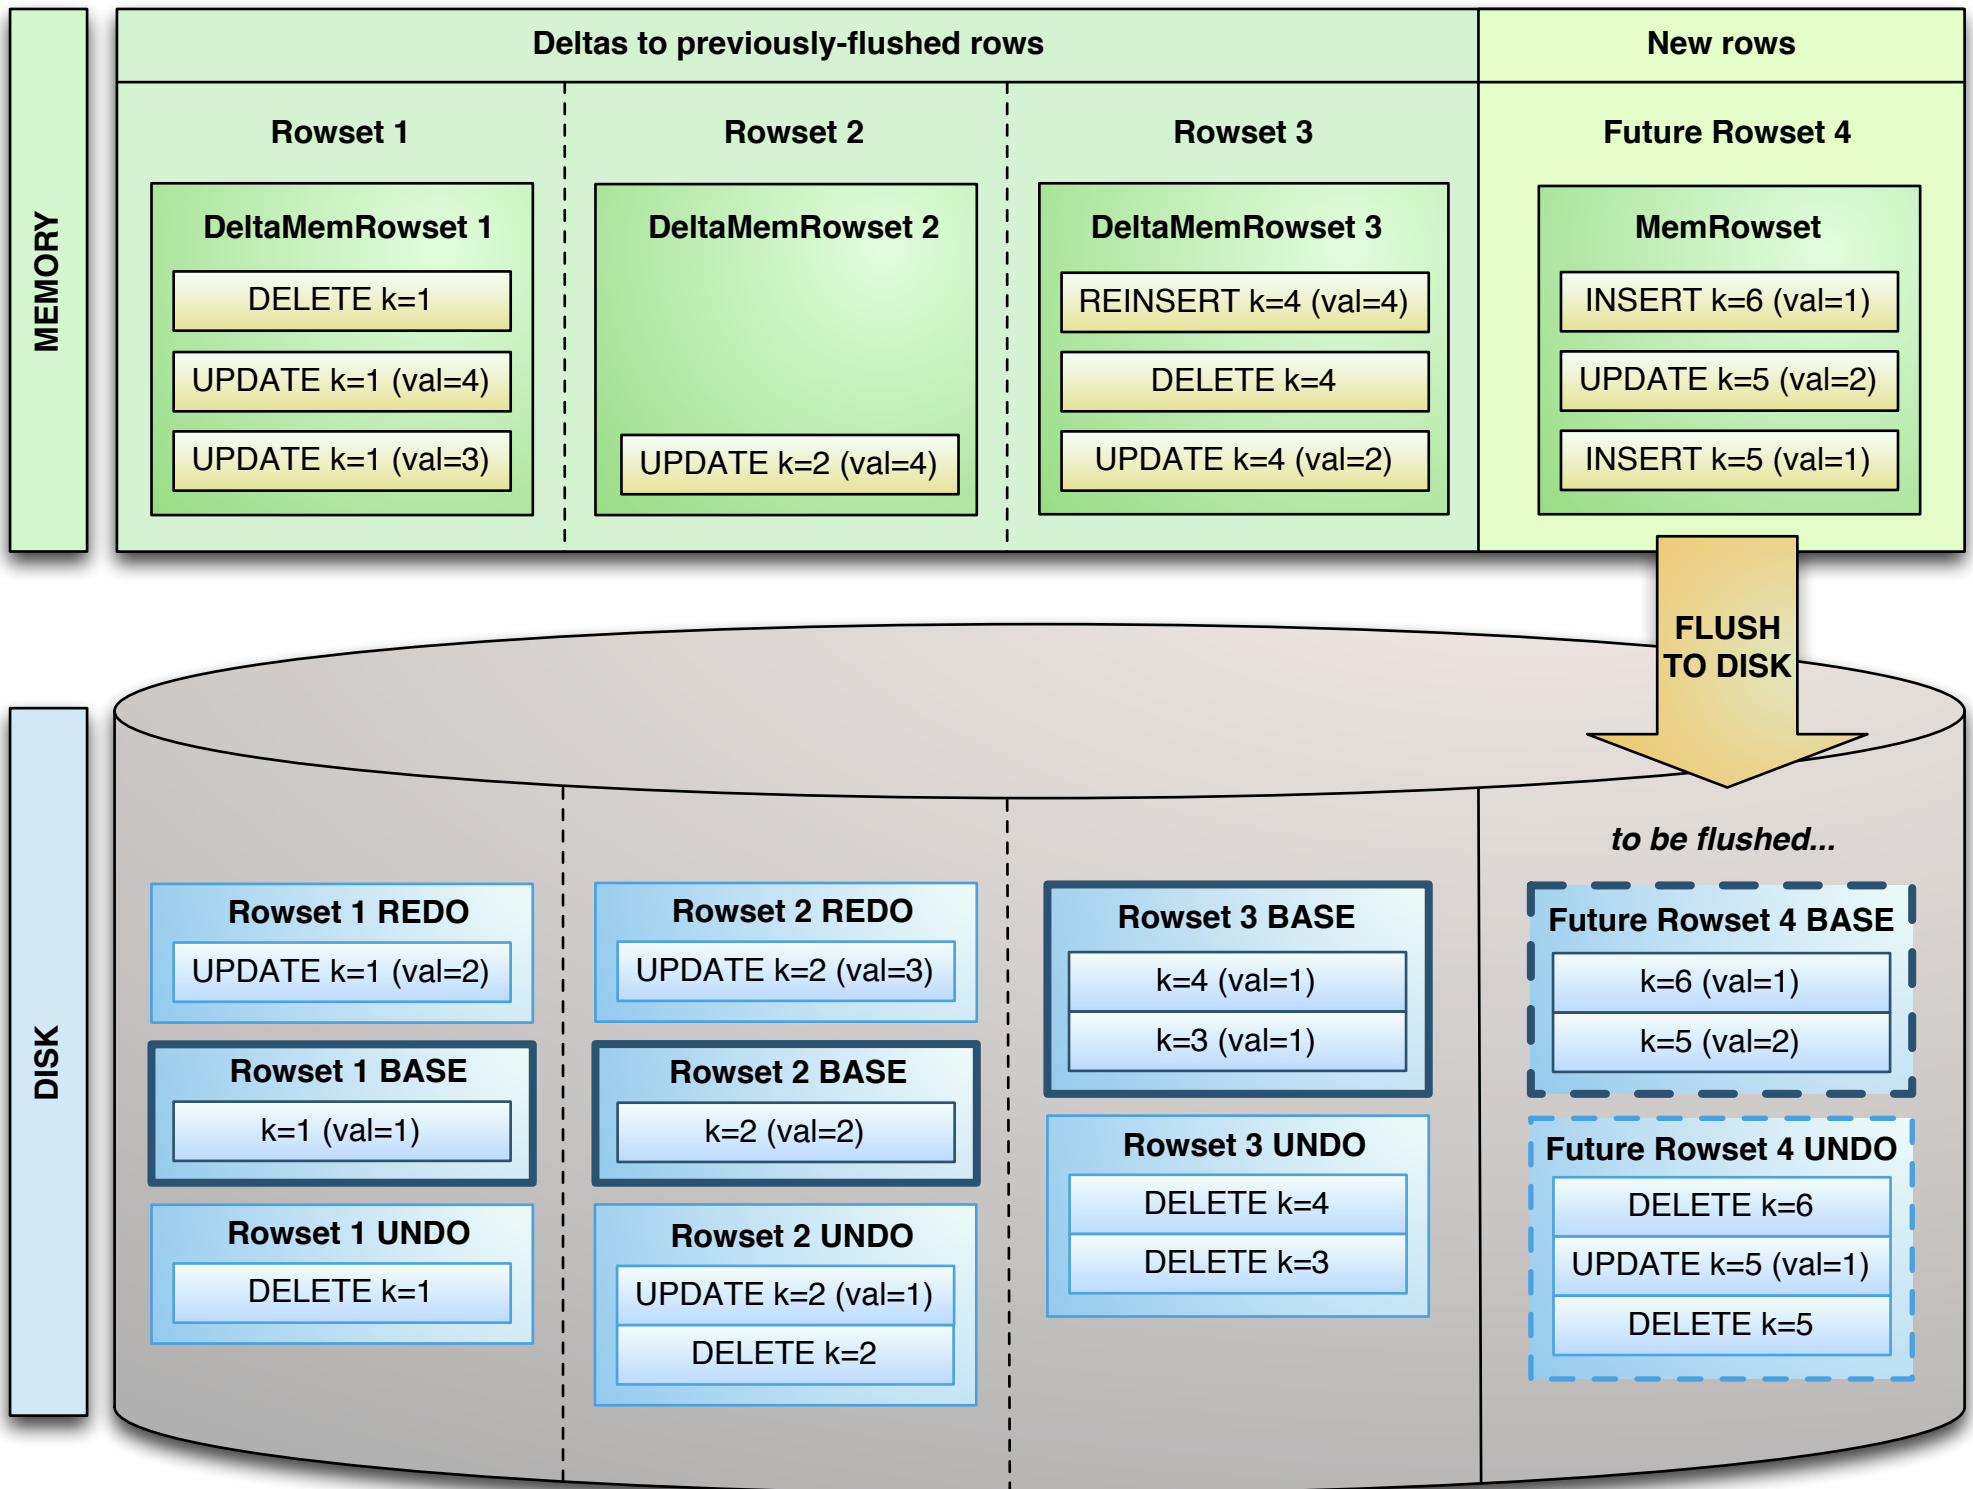 Deltas to previously-flushed rows
New rows
MEMORY
Rowset 1
Rowset 2
Rowset 3
Future Rowset 4
DeltaMemRowset 1
DELETE k=1
UPDATE k=1 (val=4)
UPDATE k=1 (val=3)
DeltaMemRowset 2
UPDATE k=2 (val=4)
DeltaMemRowset 3
REINSERT k=4 (val=4)
DELETE k=4
UPDATE k=4 (val=2)
MemRowset
INSERT k=6 (val=1)
UPDATE k=5 (val=2)
INSERT k=5 (val=1)
FLUSH
TO DISK
DISK
Rowset 1 REDO
UPDATE k=1 (val=2)
Rowset 1 BASE
k=1 (val=1)
Rowset 1 UNDO
DELETE k=1
Rowset 2 REDO
UPDATE k=2 (val=3)
Rowset 2 BASE
k=2 (val=2)
Rowset 2 UNDO
UPDATE k=2 (val=1)
DELETE k=2
Rowset 3 BASE
k=4 (val=1)
k=3 (val=1)
Rowset 3 UNDO
DELETE k=4
DELETE k=3
to be flushed...
Future Rowset 4 BASE
k=6 (val=1)
k=5 (val=2)
Future Rowset 4 UNDO
DELETE k=6
UPDATE k=5 (val=1)
DELETE k=5